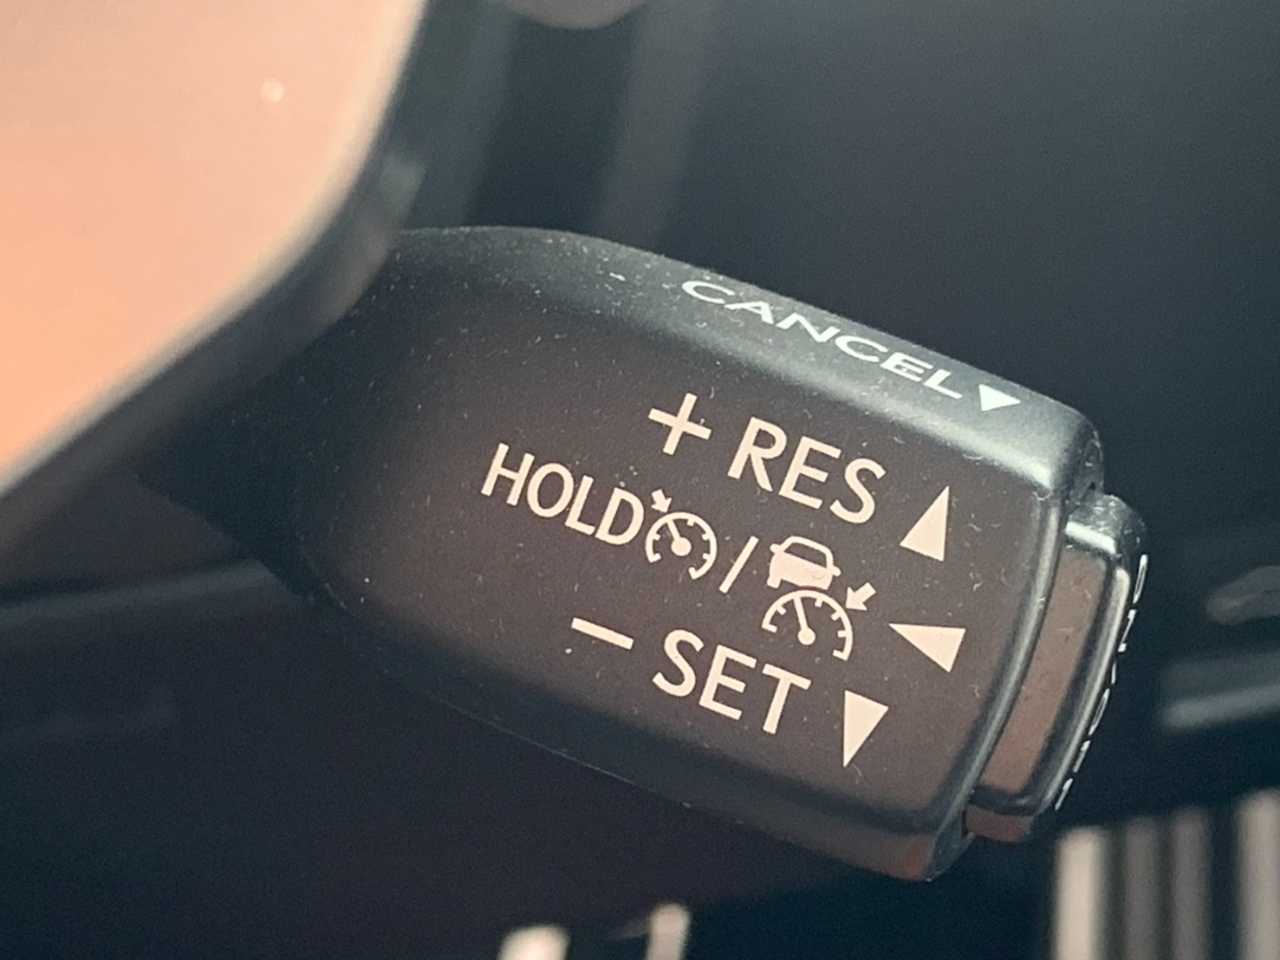 CANCEL▼
+ RES ▲
HOLD / ◀
− SET ▼